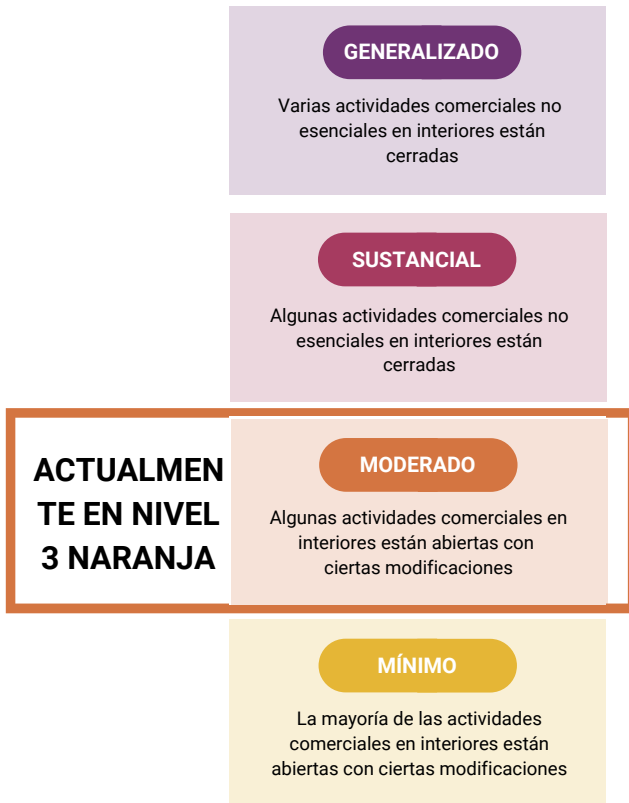 GENERALIZADO
Varias actividades comerciales no
esenciales en interiores están
cerradas
SUSTANCIAL
Algunas actividades comerciales no
esenciales en interiores están
cerradas
ACTUALMEN
TE EN NIVEL
3 NARANJA
MODERADO
Algunas actividades comerciales en
interiores están abiertas con
ciertas modificaciones
MÍNIMO
La mayoría de las actividades
comerciales en interiores están
abiertas con ciertas modificaciones